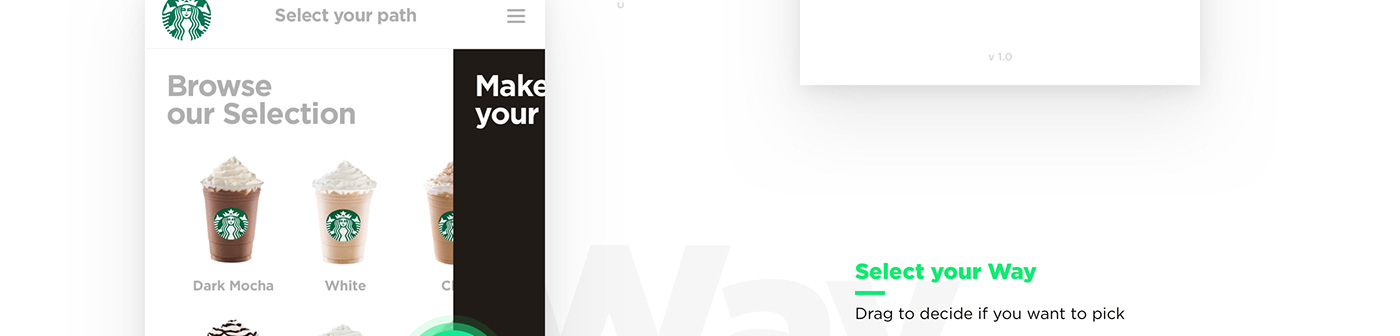 Select your path
Browse
our Selection
Make
your
Dark Mocha
White
v 1.0
Way
Select your Way
Drag to decide if you want to pick